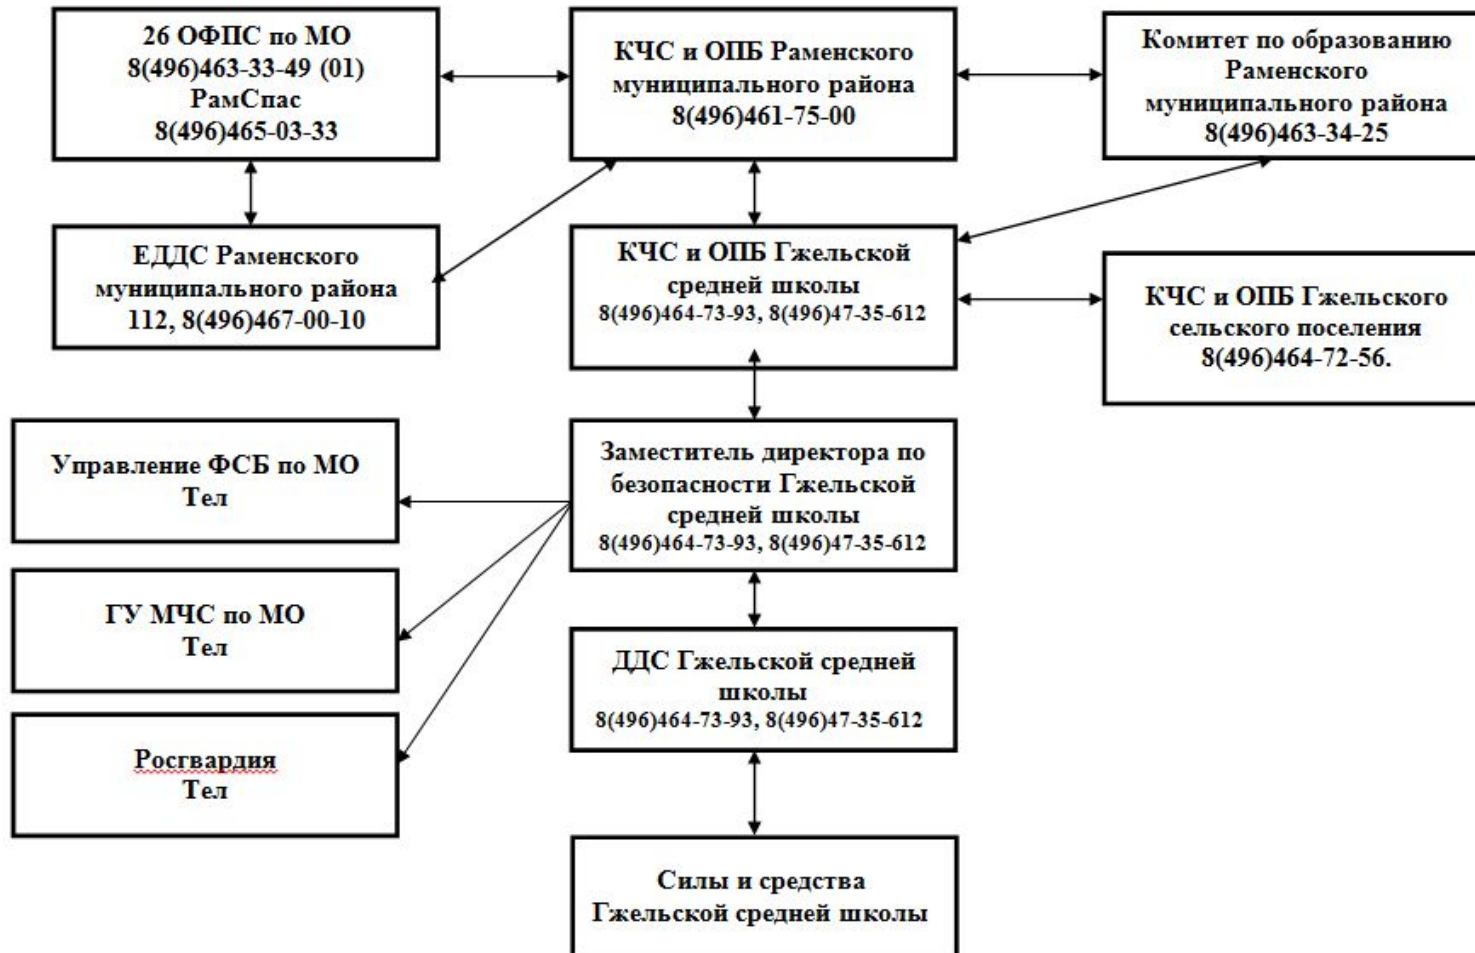 26 ОФПС по МО
8(496)463-33-49 (01)
РамСпас
8(496)465-03-33
КЧС и ОПБ Раменского
муниципального района
8(496)461-75-00
Комитет по образованию
Раменского
муниципального района
8(496)463-34-25
ЕДДС Раменского
муниципального района
112, 8(496)467-00-10
КЧС и ОПБ Гжельской
средней школы
8(496)464-73-93, 8(496)47-35-612
КЧС и ОПБ Гжельского
сельского поселения
8(496)464-72-56.
Управление ФСБ по МО
Тел
Заместитель директора по
безопасности Гжельской
средней школы
8(496)464-73-93, 8(496)47-35-612
ГУ МЧС по МО
Тел
ДДС Гжельской средней
школы
8(496)464-73-93, 8(496)47-35-612
Росгвардия
Тел
Силы и средства
Гжельской средней школы